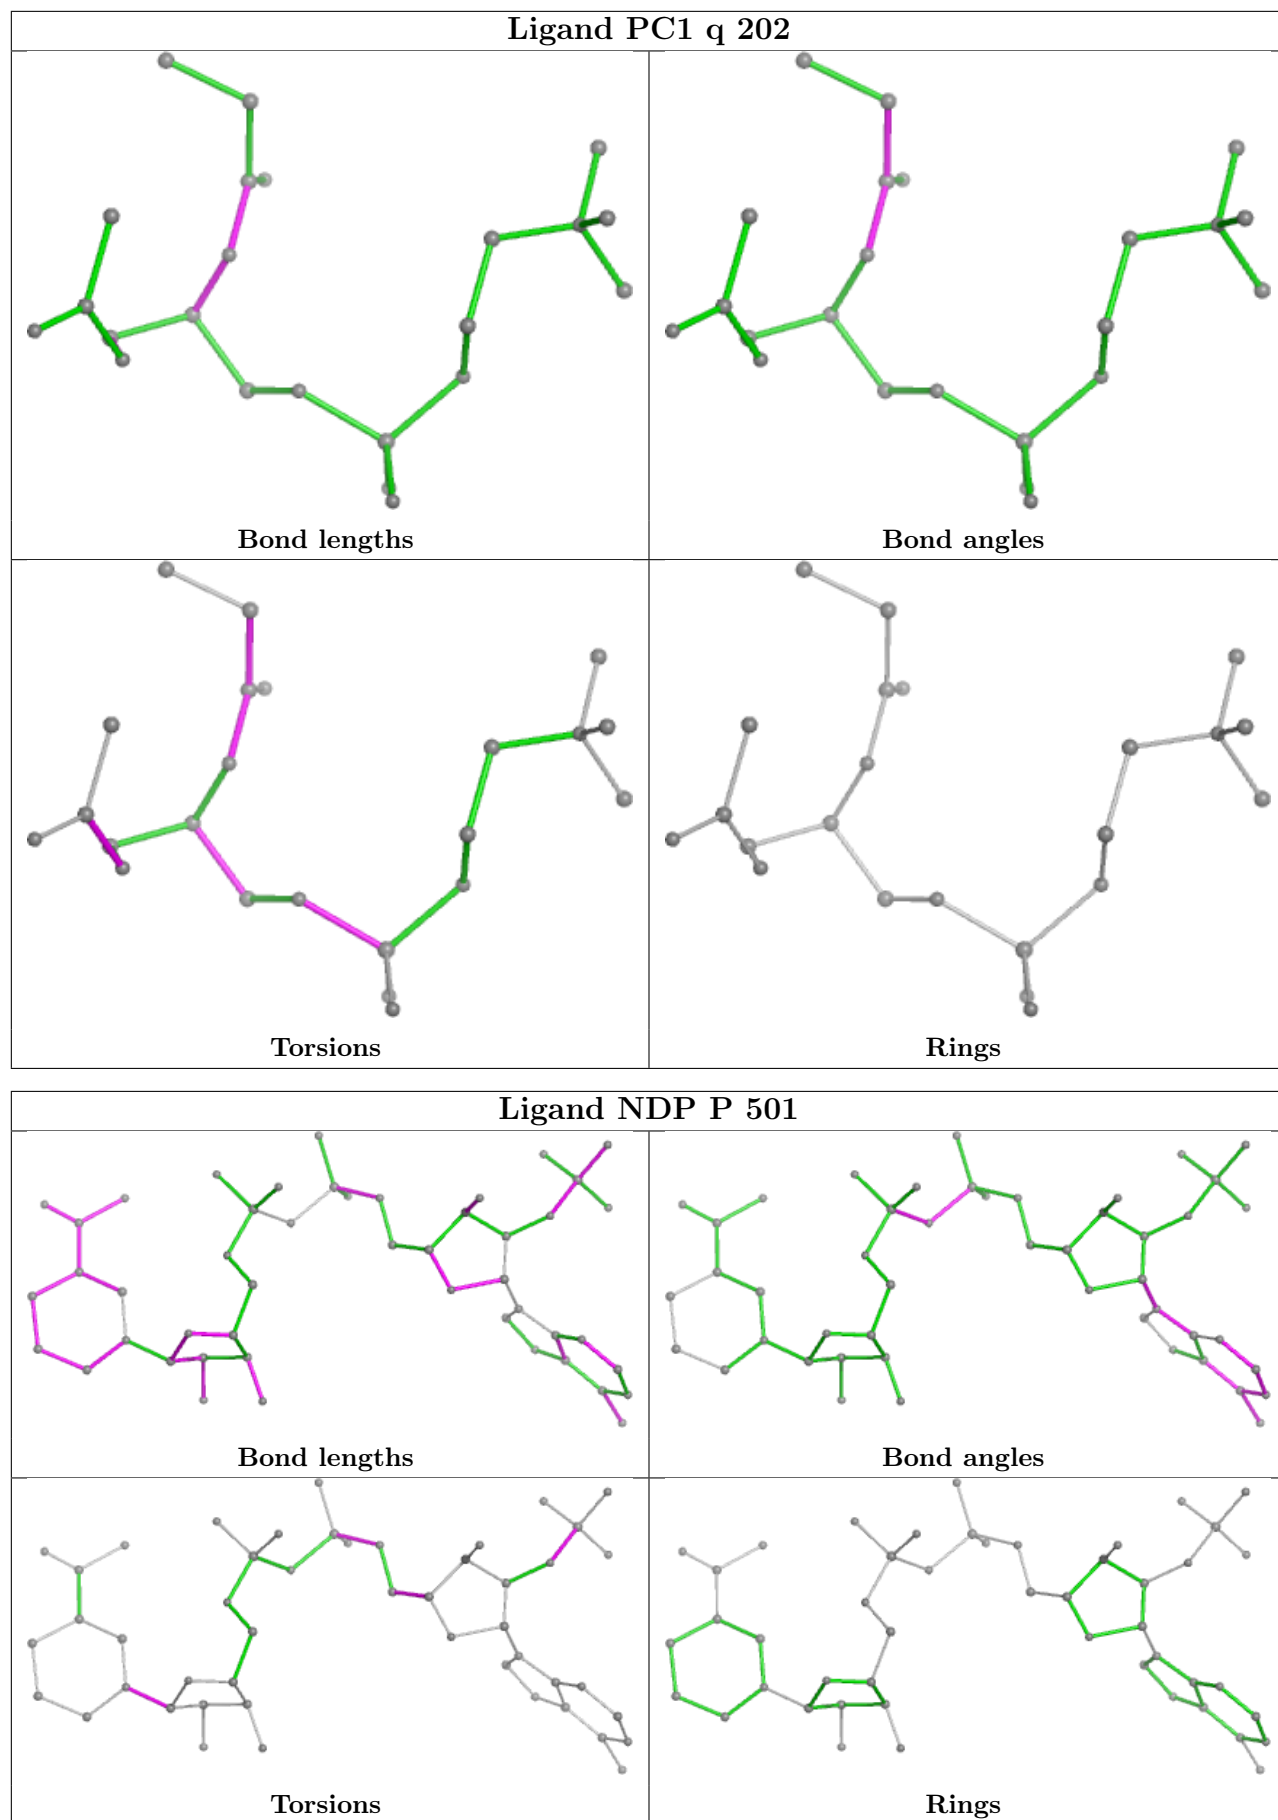 Ligand PC1 q 202
Bond lengths
Bond angles
Torsions
Rings
Ligand NDP P 501
Bond lengths
Bond angles
Torsions
Rings